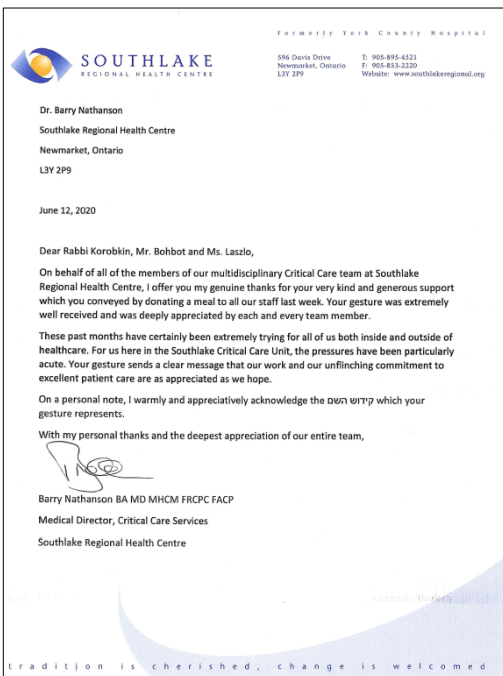 Formerly York County Hospital
SOUTHLAKE
REGIONAL HEALTH CENTRE
596 Davis Drive
Newmarket, Ontario
L3Y 2P9
T: 905-895-4521
F: 905-853-2220
Website: www.southlakeregional.org
Dr. Barry Nathanson
Southlake Regional Health Centre
Newmarket, Ontario
L3Y 2P9
June 12, 2020
Dear Rabbi Korobkin, Mr. Bohbot and Ms. Laszlo,
On behalf of all of the members of our multidisciplinary Critical Care team at Southlake
Regional Health Centre, I offer you my genuine thanks for your very kind and generous support
which you conveyed by donating a meal to all our staff last week. Your gesture was extremely
well received and was deeply appreciated by each and every team member.
These past months have certainly been extremely trying for all of us both inside and outside of
healthcare. For us here in the Southlake Critical Care Unit, the pressures have been particularly
acute. Your gesture sends a clear message that our work and our unflinching commitment to
excellent patient care are as appreciated as we hope.
On a personal note, I warmly and appreciatively acknowledge the קידוש השם which your
gesture represents.
With my personal thanks and the deepest appreciation of our entire team,
Barry Nathanson BA MD MHCM FRCPC FACP
Medical Director, Critical Care Services
Southlake Regional Health Centre
tradition is cherished, change is welcomed